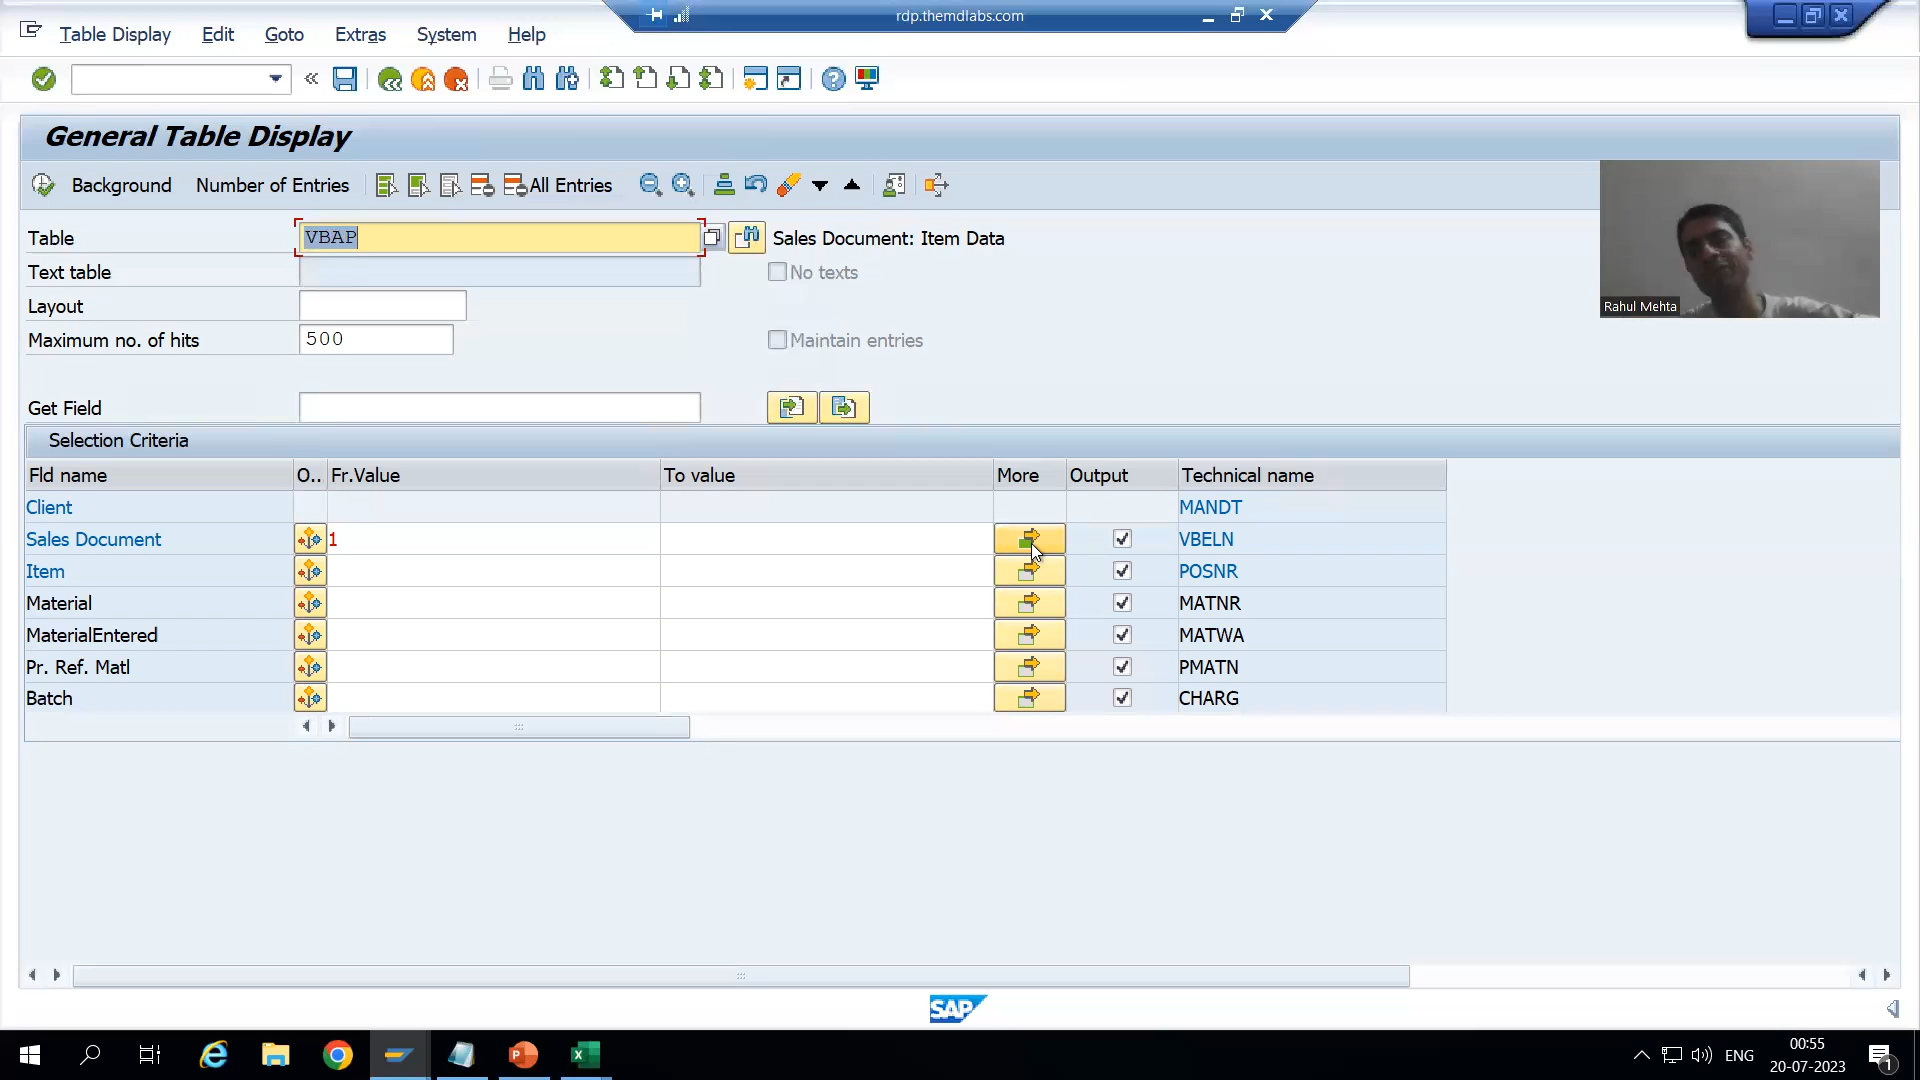 rdp.themdlabs.com
Table Display Edit Goto Extras System Help
General Table Display
Background Number of Entries All Entries
Table VBAP Sales Document: Item Data
Text table No texts
Layout
Maximum no. of hits 500 Maintain entries
Rahul Mehta
Get Field
Selection Criteria
Fld name O.. Fr.Value To value More Output Technical name
Client MANDT
Sales Document 1 VBELN
Item POSNR
Material MATNR
MaterialEntered MATWA
Pr. Ref. Matl PMATN
Batch CHARG
SAP
ENG
00:55
20-07-2023
1